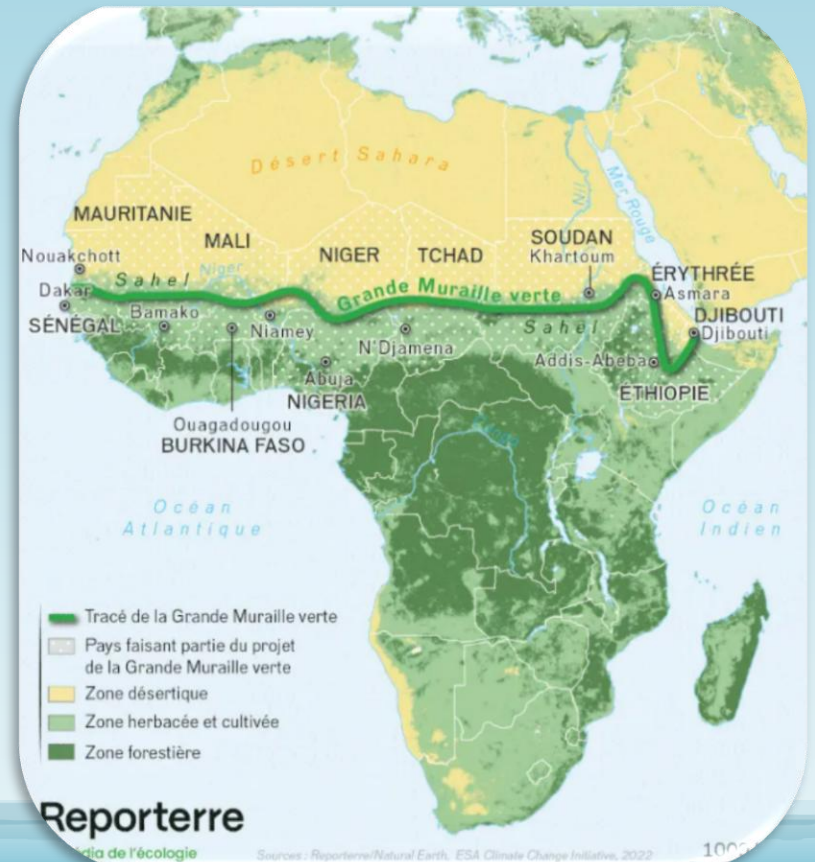 Désert Sahara
Nil
Mer Rouge
MAURITANIE
MALI
NIGER
TCHAD
SOUDAN
Khartoum
Nouakchott
Sahel
Niger
Grande Muraille verte
ÉRYTHRÉE
Asmara
Dakar
SÉNÉGAL
Bamako
Niamey
N'Djamena
Sahel
DJIBOUTI
Djibouti
Addis-Abeba
ÉTHIOPIE
Abuja
NIGERIA
Ouagadougou
BURKINA FASO
Océan
Atlantique
Océan
Indien
Tracé de la Grande Muraille verte
Pays faisant partie du projet
de la Grande Muraille verte
Zone désertique
Zone herbacée et cultivée
Zone forestière
Reporterre
dia de l'écologie
Sources : Reporterre/Natural Earth, ESA Climate Change Initiative, 2022